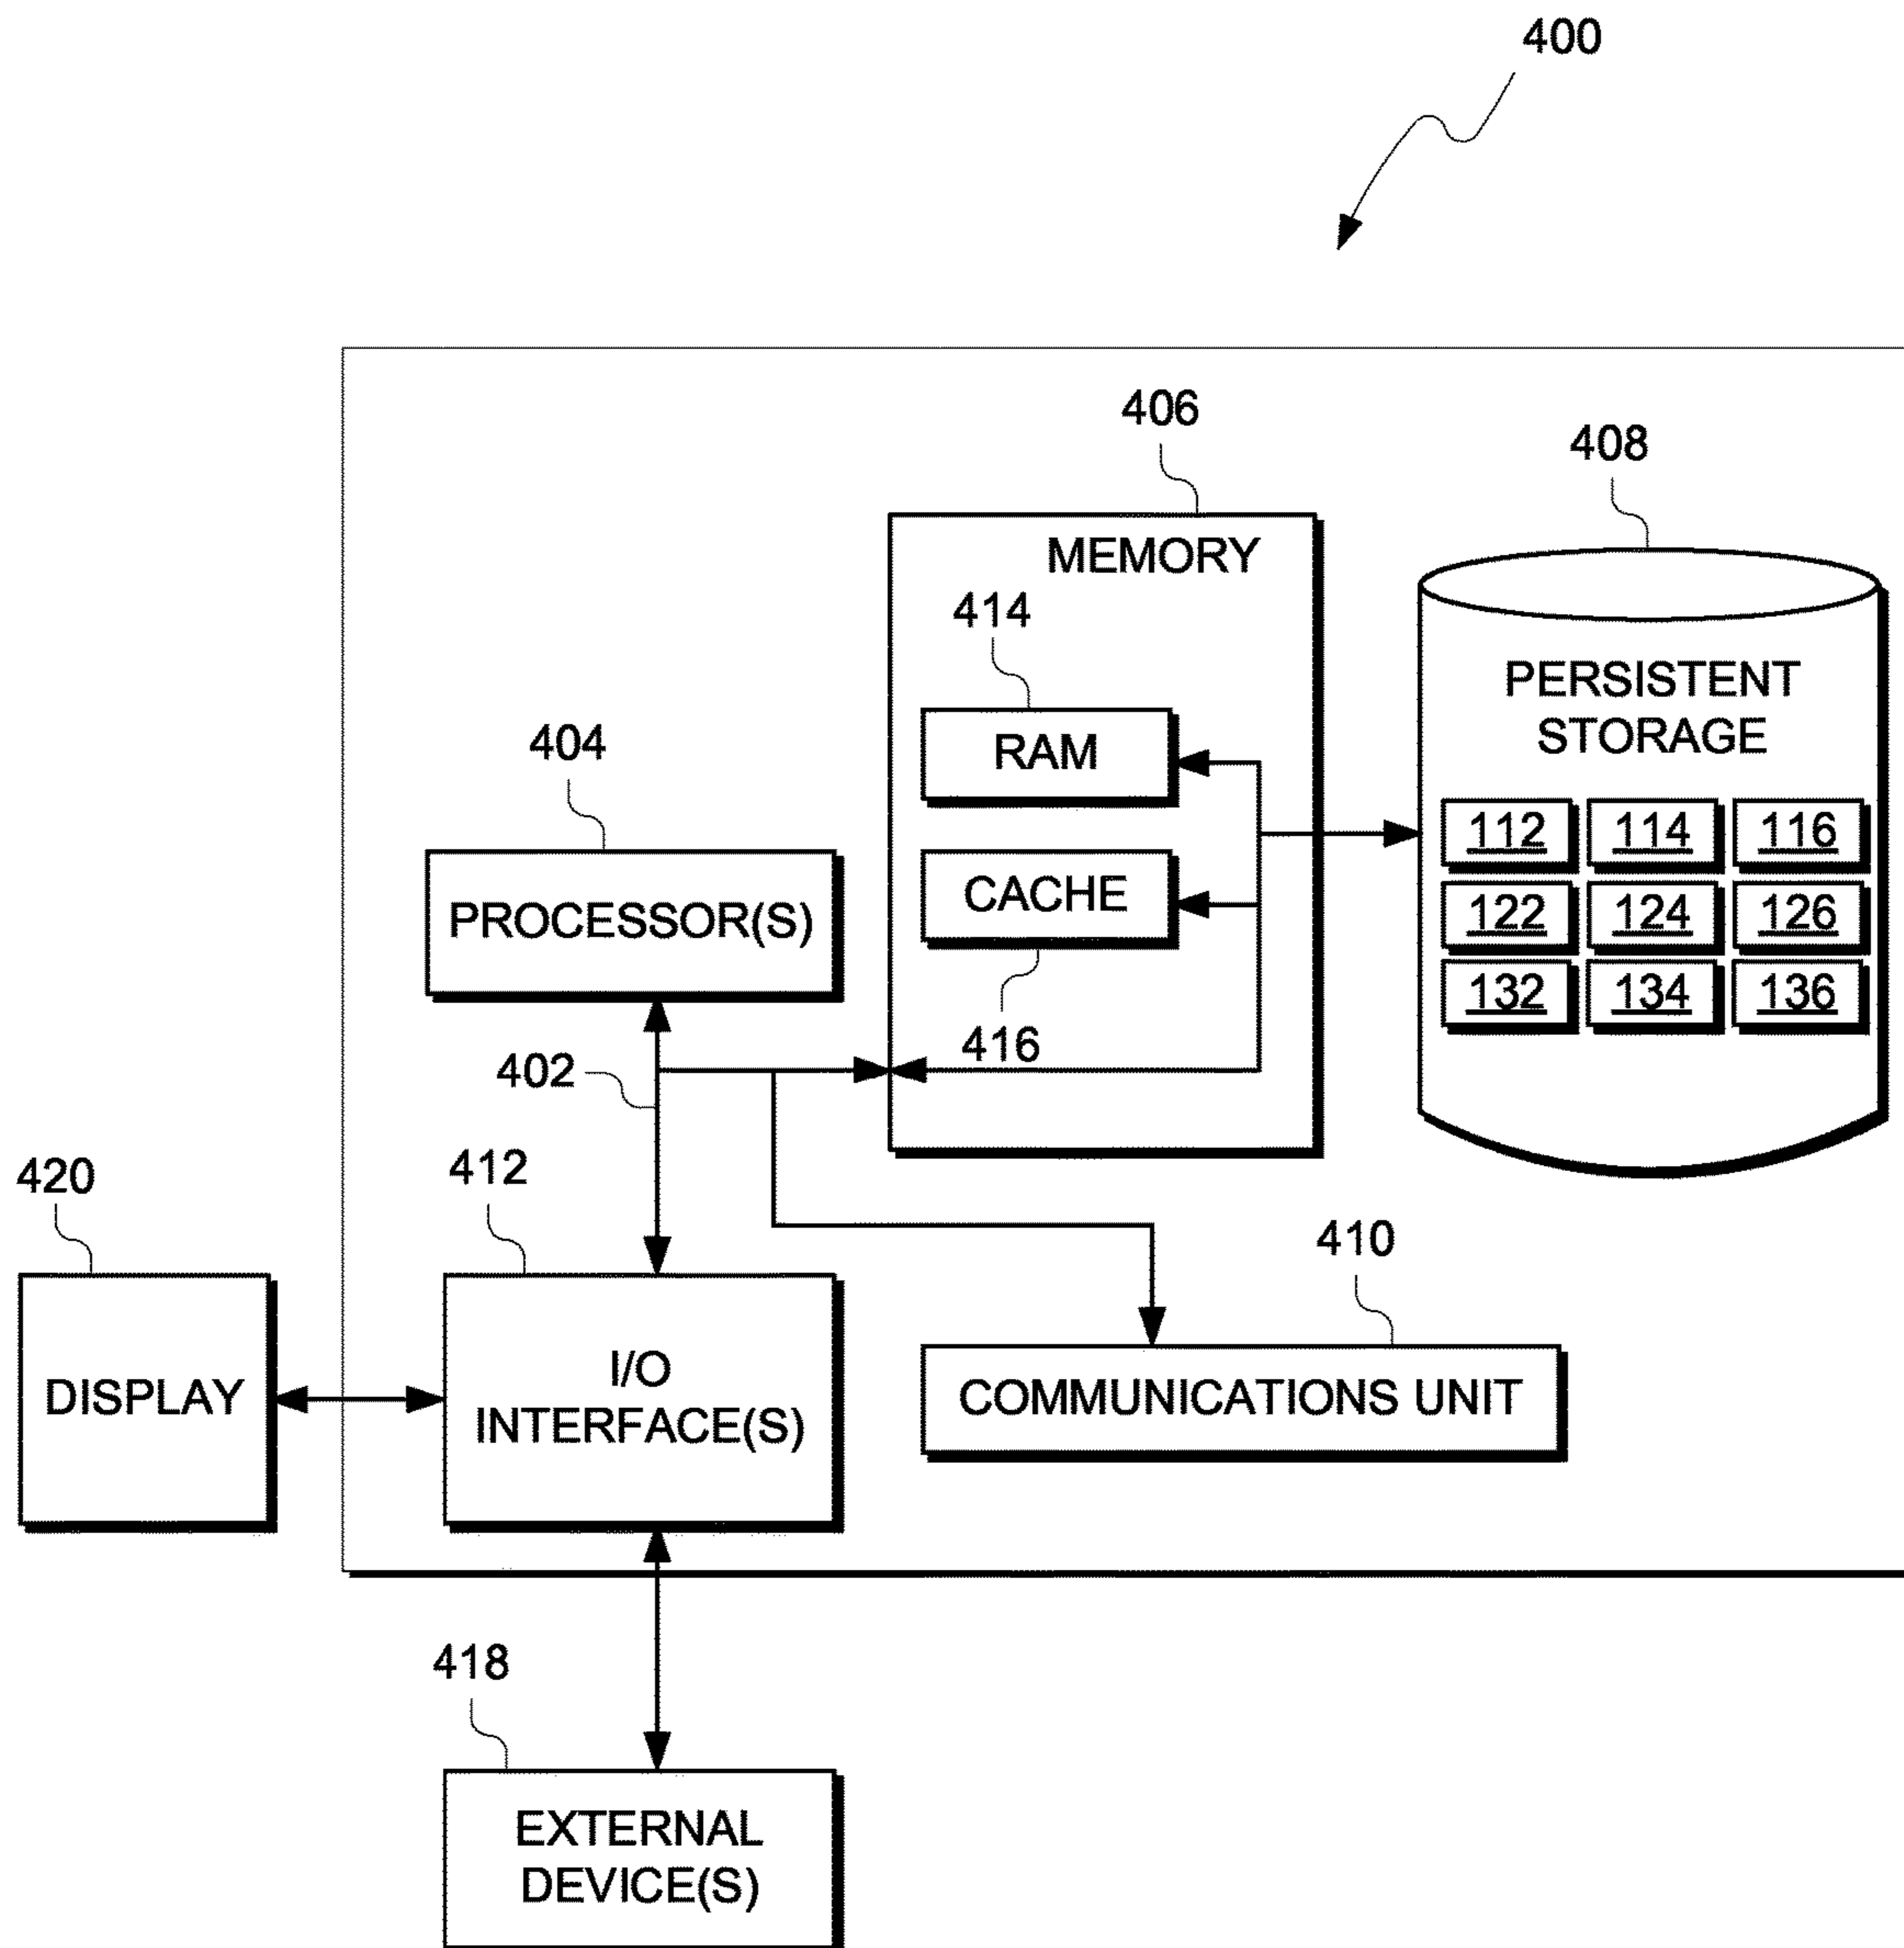 400
406
408
MEMORY
414
PERSISTENT
STORAGE
404
RAM
112 114 116
CACHE
PROCESSOR(S)
122 124 126
132 134 136
416
402
420
412
410
I/O
INTERFACE(S)
DISPLAY
COMMUNICATIONS UNIT
418
EXTERNAL
DEVICE(S)